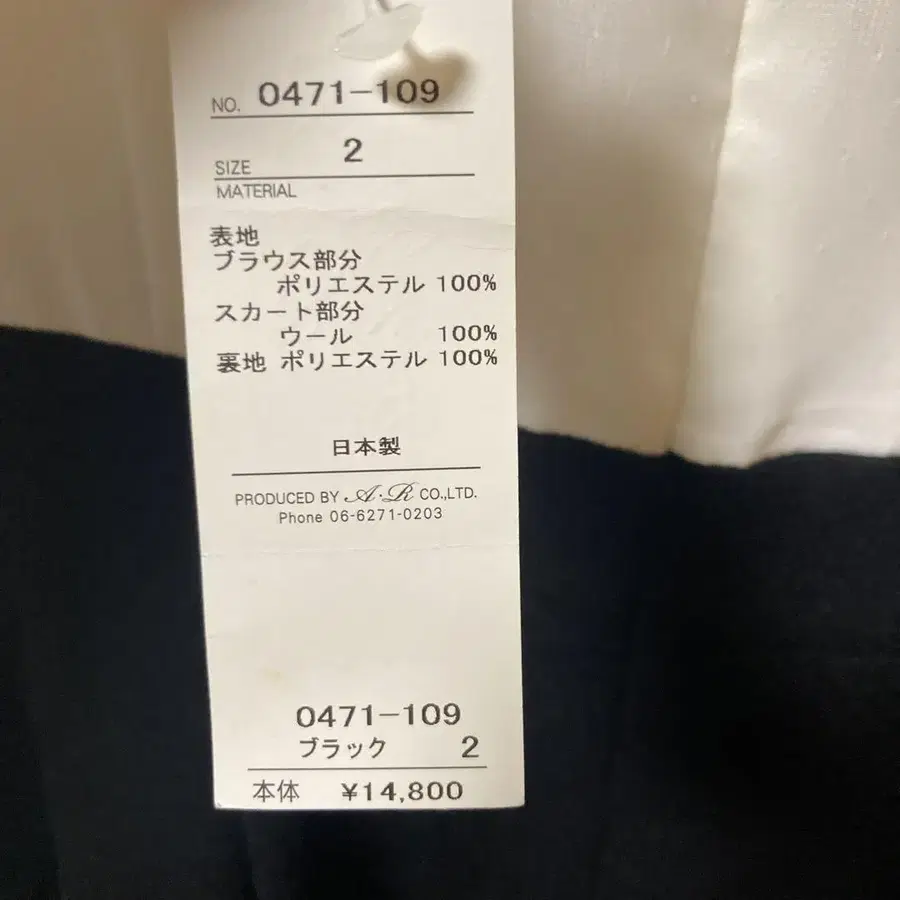 NO. 0471-109
SIZE 2
MATERIAL
表地
ブラウス部分
ポリエステル 100%
スカート部分
ウール 100%
裏地 ポリエステル 100%
日本製
PRODUCED BY A・R CO.,LTD.
Phone 06-6271-0203
0471-109
ブラック 2
本体 ¥14,800